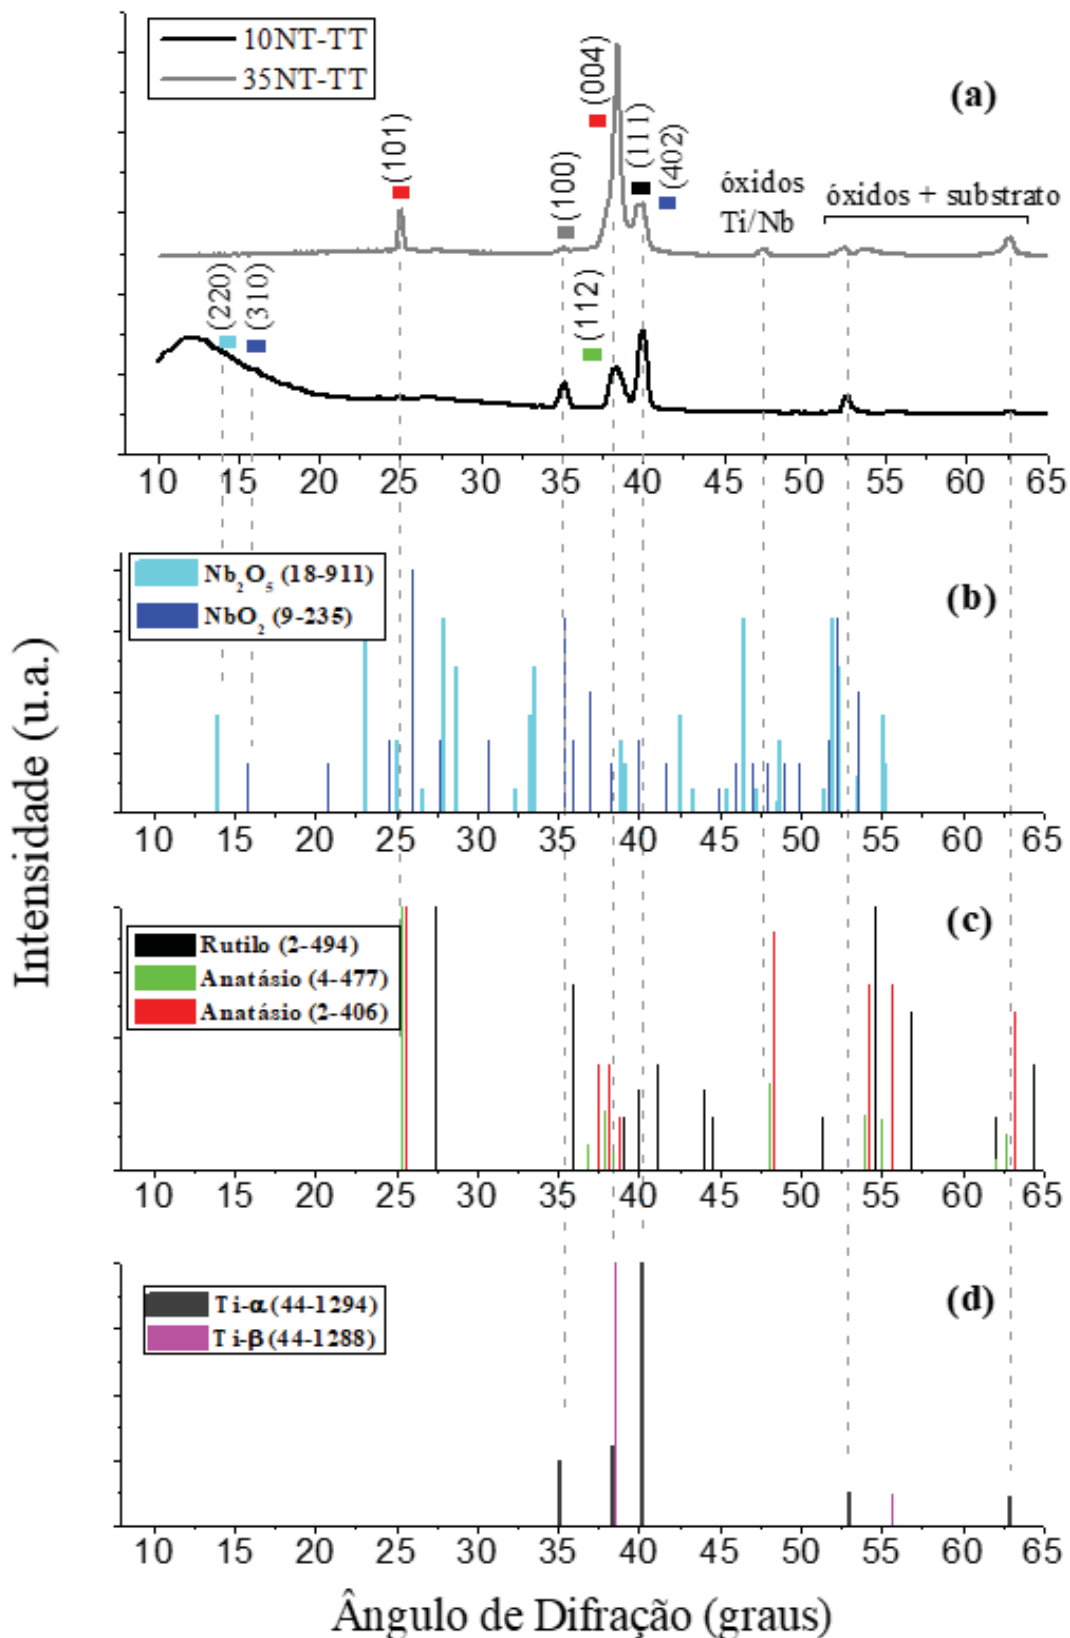 10NT-TT
35NT-TT
(a)
(101)
(100)
(004)
(111)
(402)
óxidos
Ti/Nb
óxidos + substrato
(220)
(310)
(112)
10 15 20 25 30 35 40 45 50 55 60 65
Nb₂O₅ (18-911)
NbO₂ (9-235)
(b)
10 15 20 25 30 35 40 45 50 55 60 65
Rutilo (2-494)
Anatásio (4-477)
Anatásio (2-406)
(c)
10 15 20 25 30 35 40 45 50 55 60 65
Ti-α (44-1294)
Ti-β (44-1288)
(d)
10 15 20 25 30 35 40 45 50 55 60 65
Intensidade (u.a.)
Ângulo de Difração (graus)